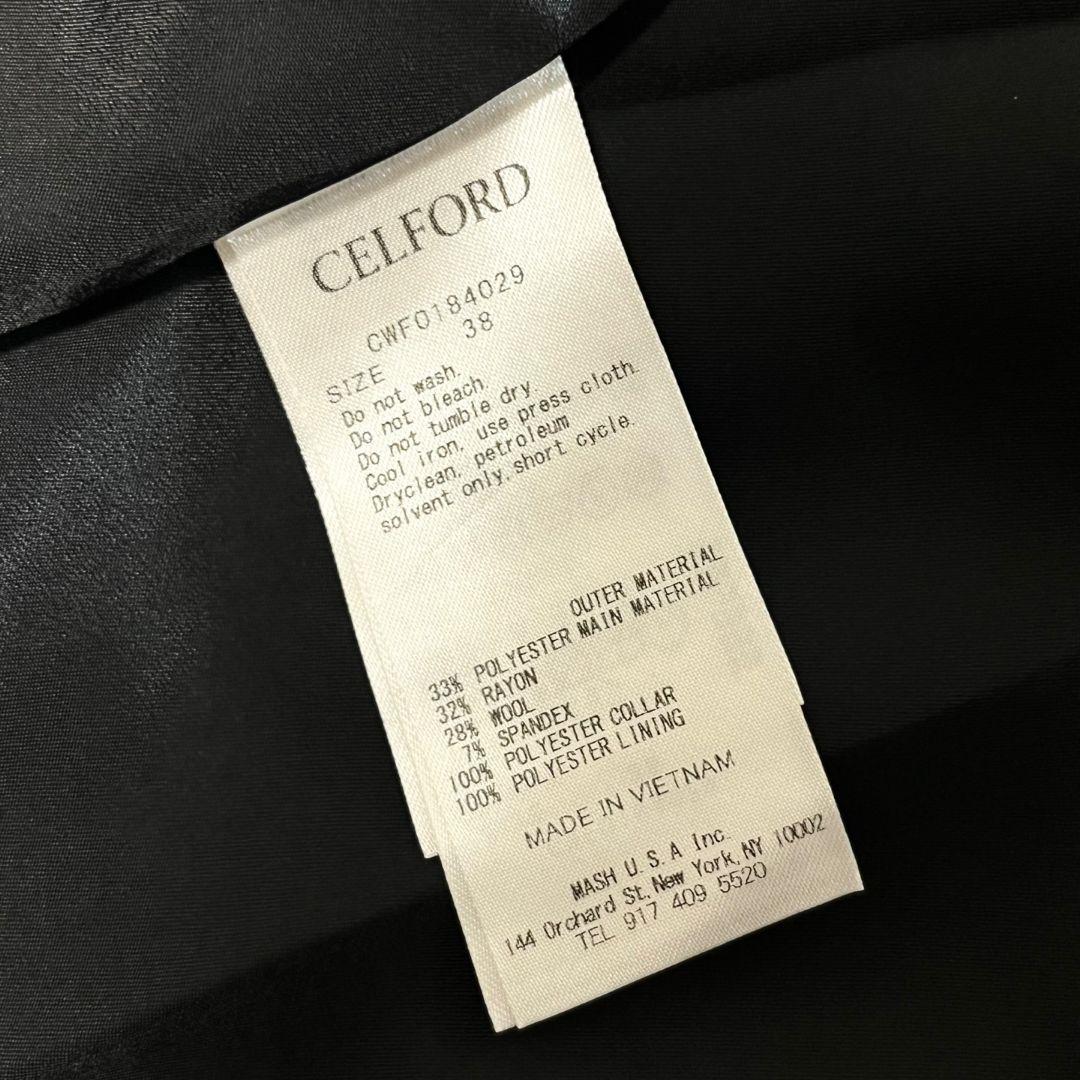 CELFORD
CWFO184029
SIZE 38
Do not wash.
Do not bleach.
Do not tumble dry.
Cool iron, use press cloth.
Dryclean, petroleum
solvent only, short cycle.
OUTER MATERIAL
33% POLYESTER MAIN MATERIAL
32% RAYON
28% WOOL
7% SPANDEX
100% POLYESTER COLLAR
100% POLYESTER LINING
MADE IN VIETNAM
MASH U.S.A Inc.
144 Orchard St, New York, NY 10002
TEL 917 409 5520